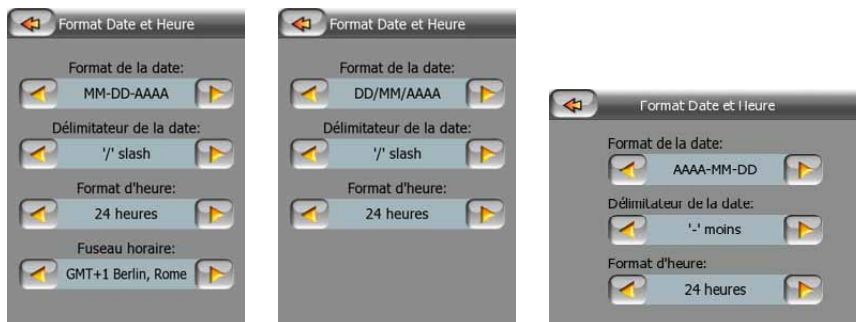 Format Date et Heure
Format de la date:
MM-DD-AAAA
Délimitateur de la date:
'/' slash
Format d'heure:
24 heures
Fuseau horaire:
GMT+1 Berlin, Rome
Format Date et Heure
Format de la date:
DD/MM/AAAA
Délimitateur de la date:
'/' slash
Format d'heure:
24 heures
Format Date et Heure
Format de la date:
AAAA-MM-DD
Délimitateur de la date:
'-' moins
Format d'heure:
24 heures